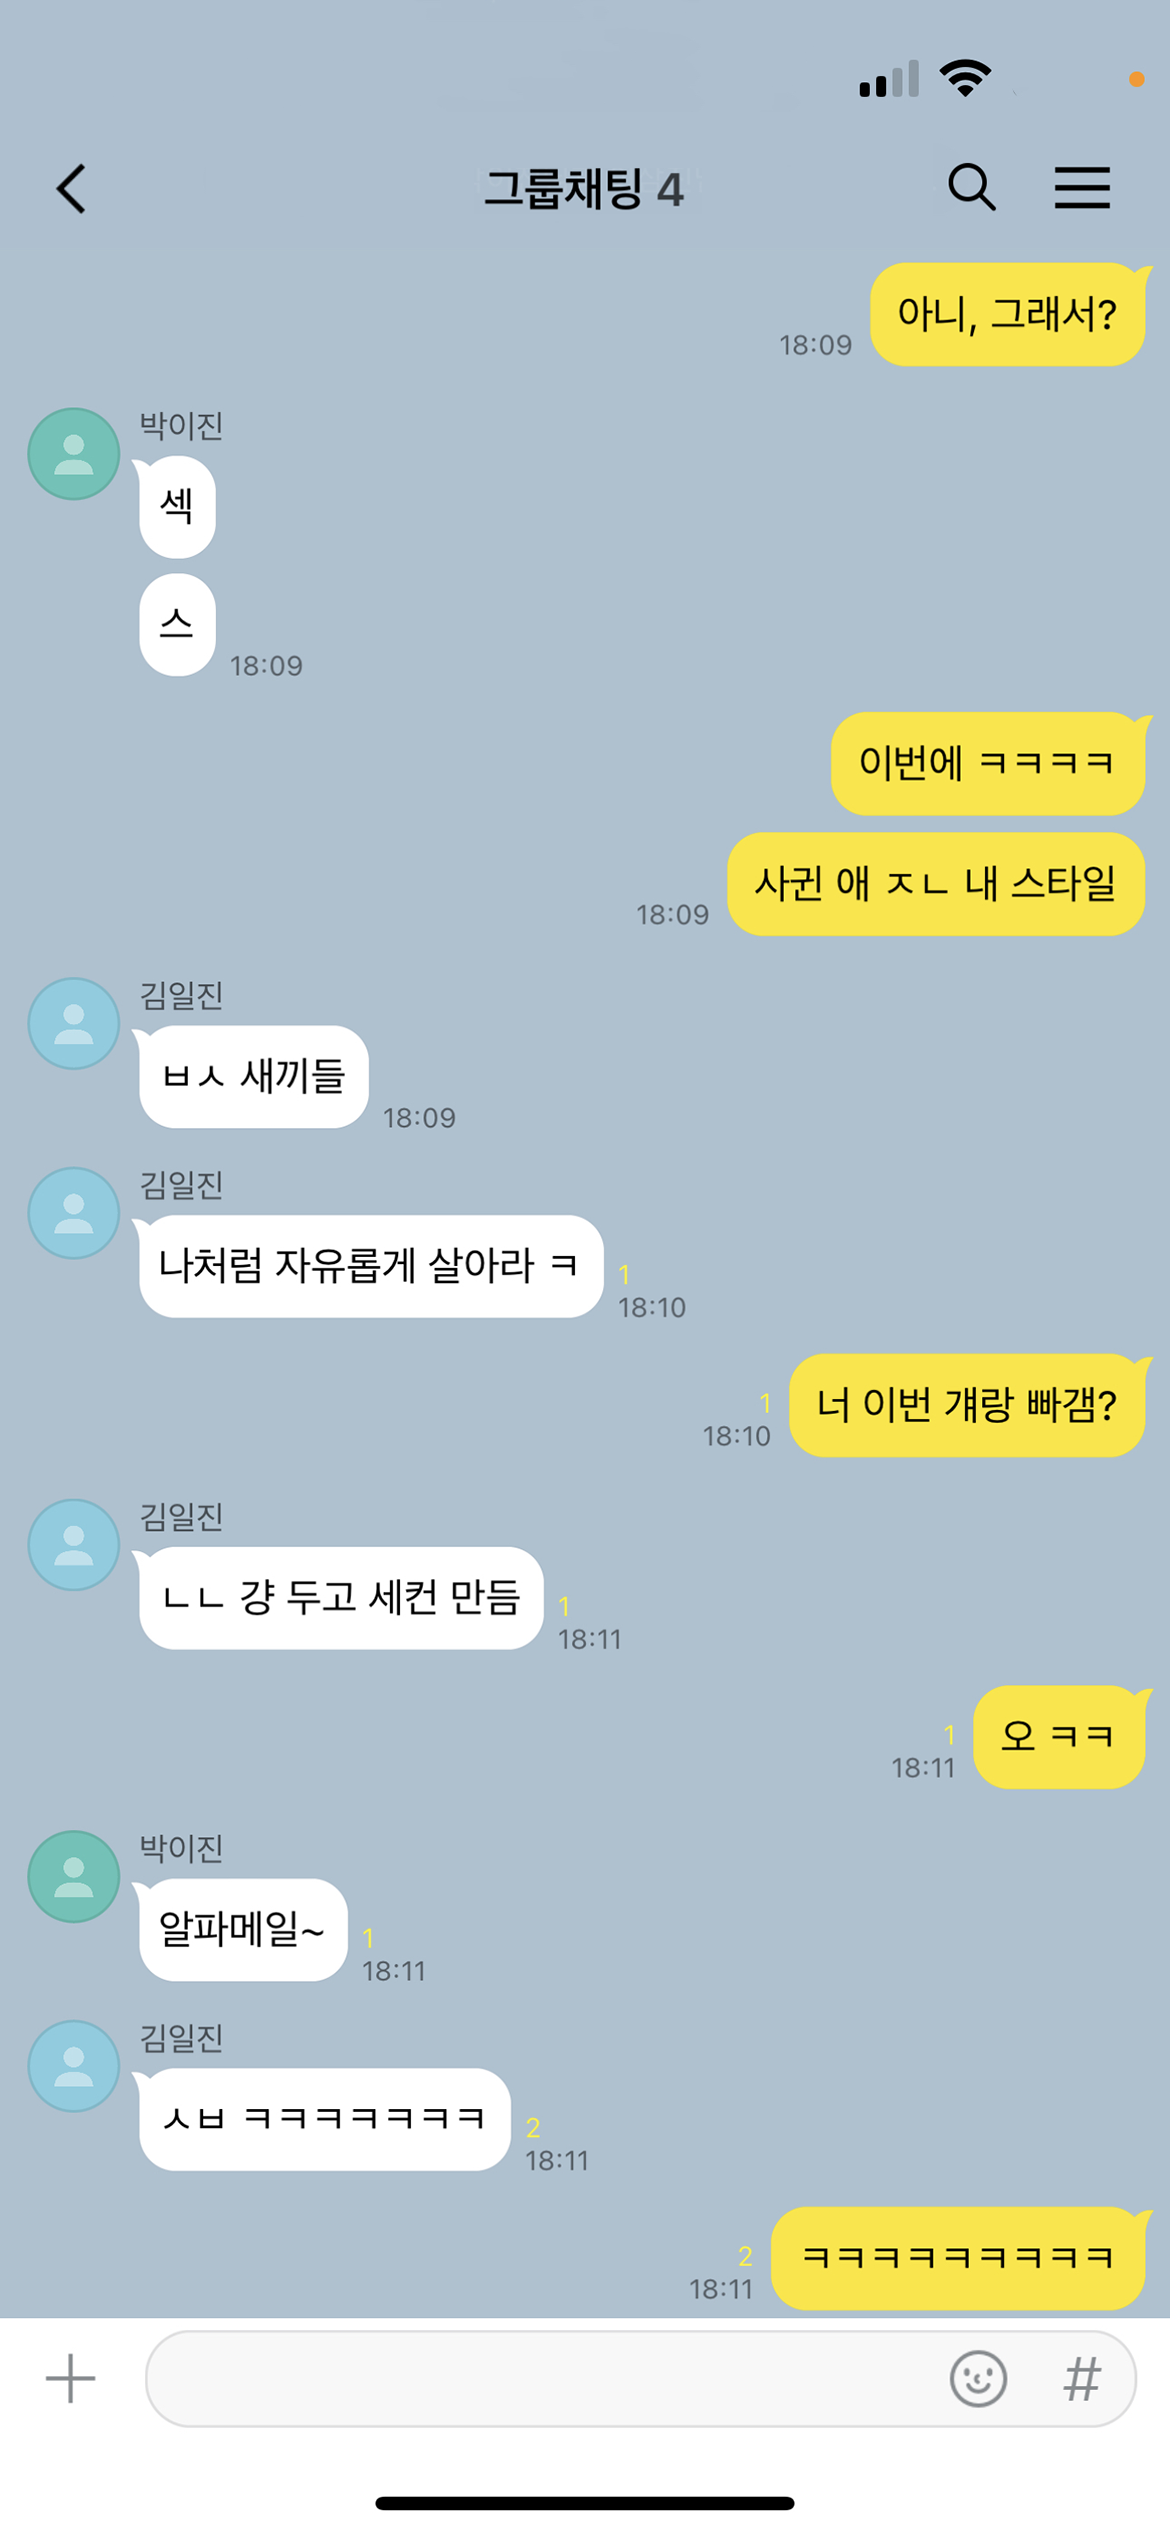 그룹채팅 4
아니, 그래서?
18:09
박이진
섹
스
18:09
이번에 ㅋㅋㅋㅋ
사귄 애 ㅈㄴ 내 스타일
18:09
김일진
ㅂㅅ 새끼들
18:09
김일진
나처럼 자유롭게 살아라 ㅋ
1
18:10
너 이번 걔랑 빠갬?
1
18:10
김일진
ㄴㄴ 걍 두고 세컨 만듬
1
18:11
오 ㅋㅋ
1
18:11
박이진
알파메일~
1
18:11
김일진
ㅅㅂ ㅋㅋㅋㅋㅋㅋㅋ
2
18:11
ㅋㅋㅋㅋㅋㅋㅋㅋㅋ
2
18:11
#